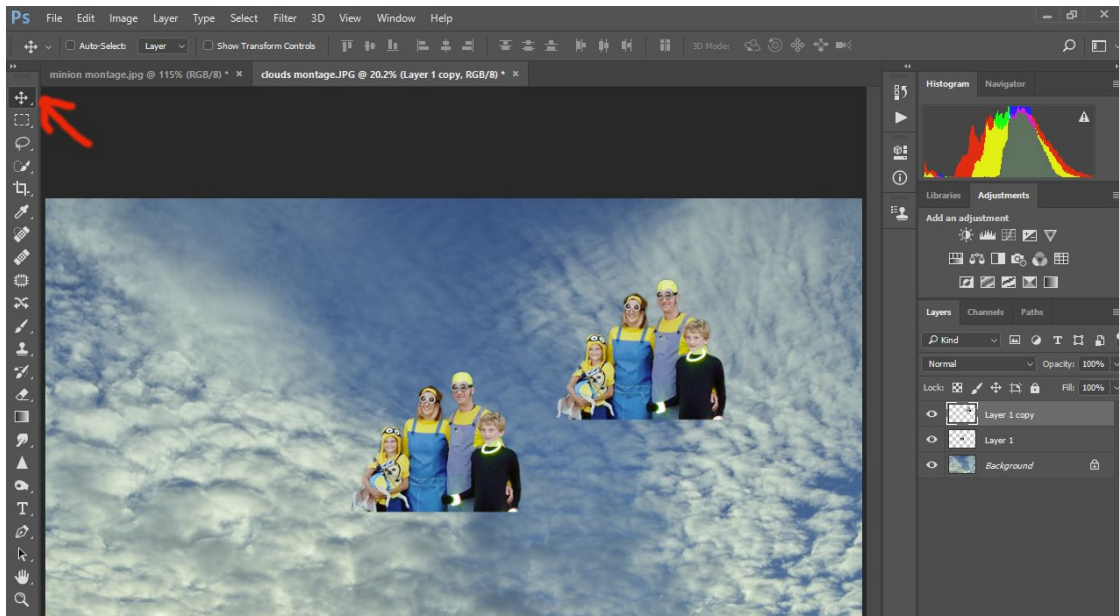 Ps File Edit Image Layer Type Select Filter 3D View Window Help
Auto-Select: Layer Show Transform Controls 3D Mode:
minion montage.jpg @ 115% (RGB/8) * × clouds montage.JPG @ 20.2% (Layer 1 copy, RGB/8) * ×
Histogram Navigator
Libraries Adjustments
Add an adjustment
Layers Channels Paths
Kind
Normal Opacity: 100%
Lock: Fill: 100%
Layer 1 copy
Layer 1
Background